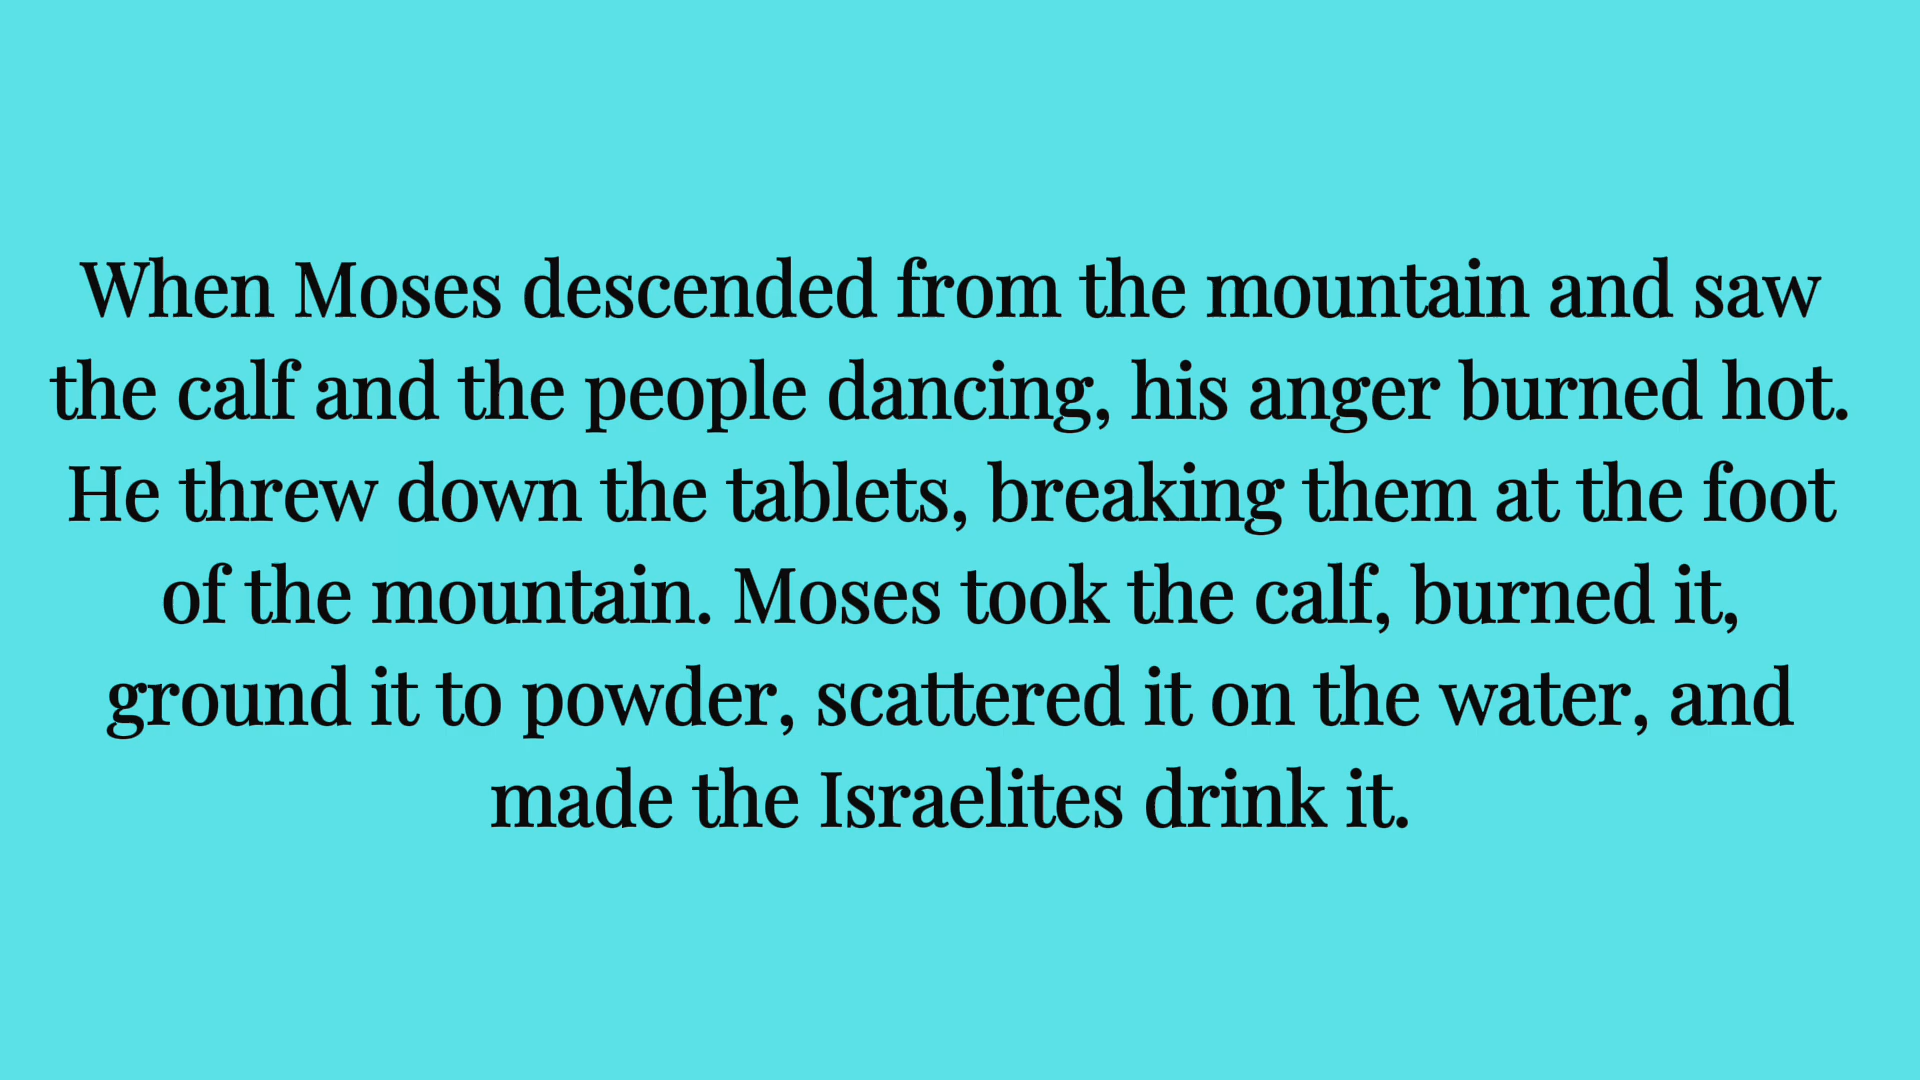 When Moses descended from the mountain and saw
the calf and the people dancing, his anger burned hot.
He threw down the tablets, breaking them at the foot
of the mountain. Moses took the calf, burned it,
ground it to powder, scattered it on the water, and
made the Israelites drink it.